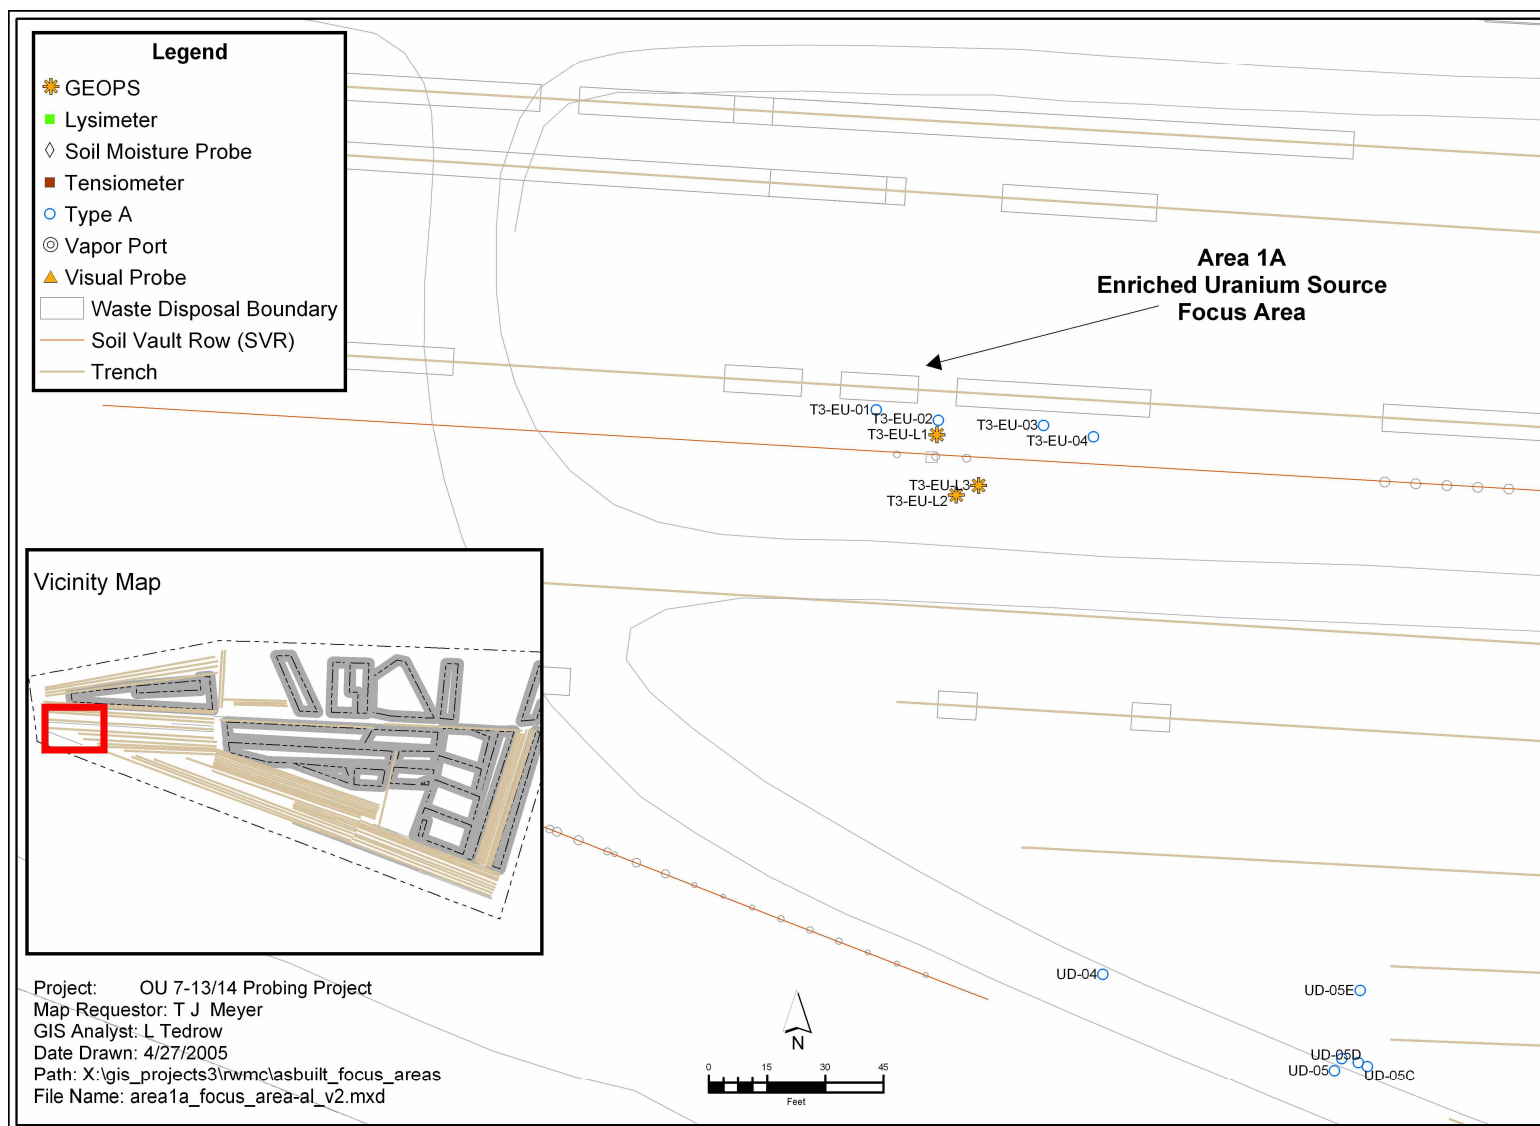 Legend
GEOPS
Lysimeter
Soil Moisture Probe
Tensiometer
Type A
Vapor Port
Visual Probe
Waste Disposal Boundary
Soil Vault Row (SVR)
Trench
Area 1A
Enriched Uranium Source
Focus Area
T3-EU-01
T3-EU-02
T3-EU-L1
T3-EU-03
T3-EU-04
T3-EU-L3
T3-EU-L2
Vicinity Map
UD-04
UD-05E
UD-05D
UD-05
UD-05C
Project: OU 7-13/14 Probing Project
Map Requestor: T J Meyer
GIS Analyst: L Tedrow
Date Drawn: 4/27/2005
Path: X:\gis_projects3\rwmc\asbuilt_focus_areas
File Name: area1a_focus_area-al_v2.mxd
N
0 15 30 45
Feet